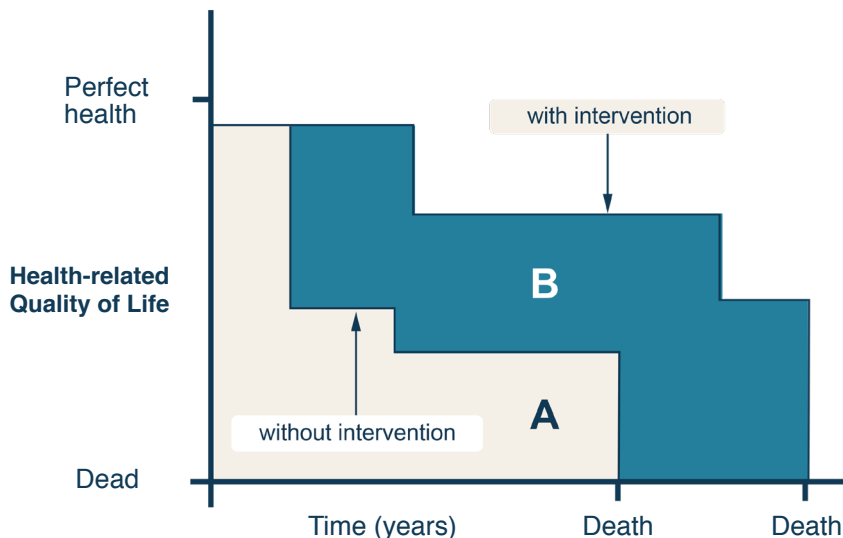 Perfect
health
with intervention
Health-related
Quality of Life
B
A
without intervention
Dead
Time (years)
Death
Death